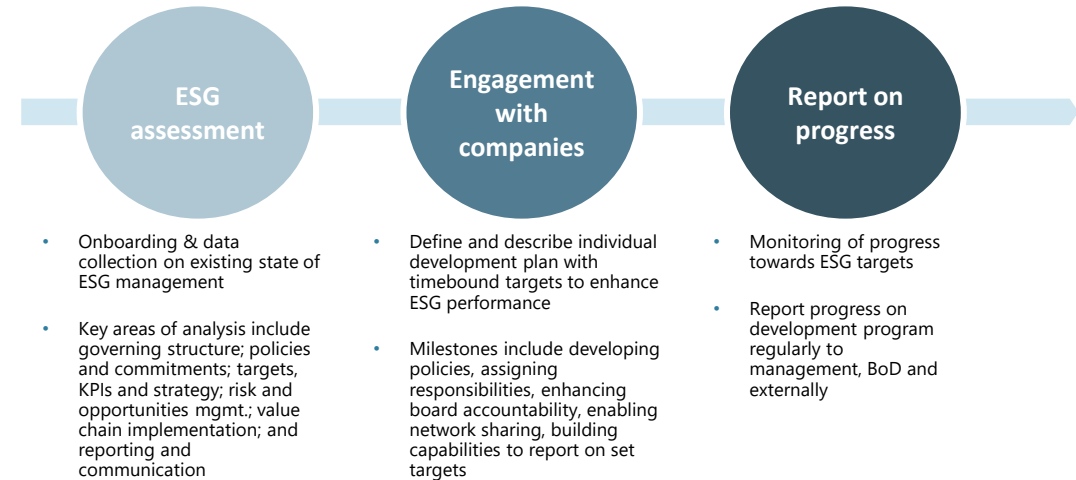 ESG
assessment
Engagement
with
companies
Report on
progress
• Onboarding & data
collection on existing state of
ESG management
• Key areas of analysis include
governing structure; policies
and commitments; targets,
KPIs and strategy; risk and
opportunities mgmt.; value
chain implementation; and
reporting and
communication
• Define and describe individual
development plan with
timebound targets to enhance
ESG performance
• Milestones include developing
policies, assigning
responsibilities, enhancing
board accountability, enabling
network sharing, building
capabilities to report on set
targets
• Monitoring of progress
towards ESG targets
• Report progress on
development program
regularly to
management, BoD and
externally